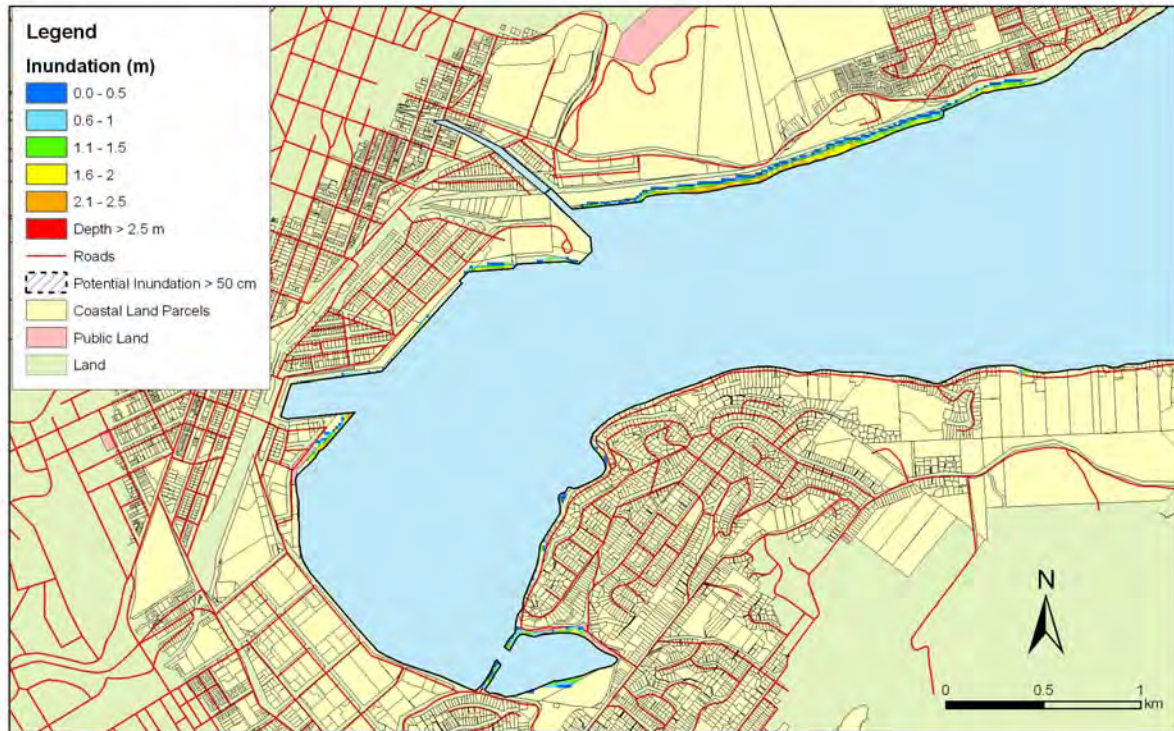 Legend
Inundation (m)
0.0 - 0.5
0.6 - 1
1.1 - 1.5
1.6 - 2
2.1 - 2.5
Depth > 2.5 m
Roads
Potential Inundation > 50 cm
Coastal Land Parcels
Public Land
Land
N
0 0.5 1
km